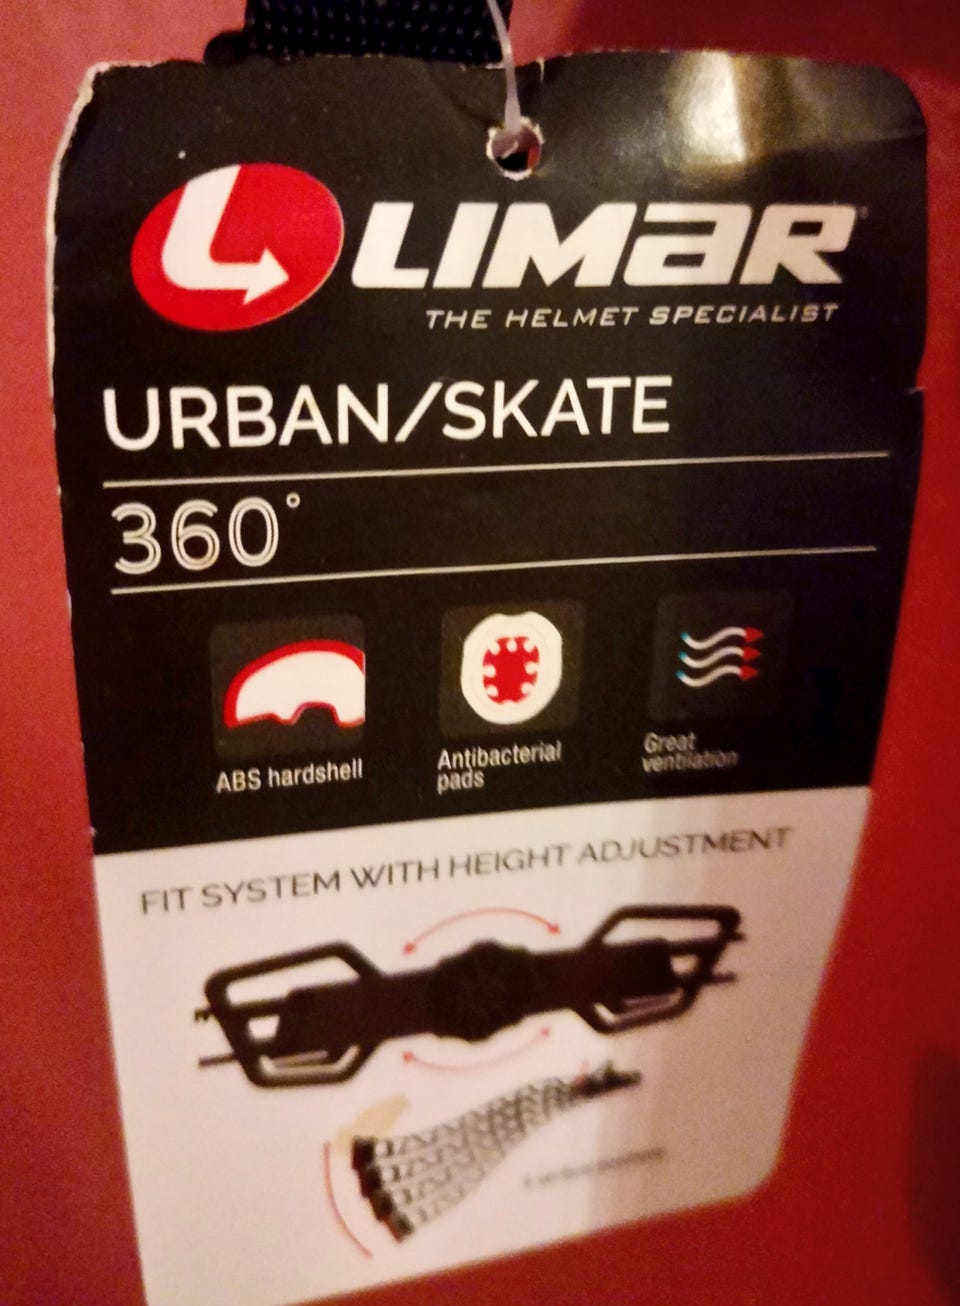 LIMAR®
THE HELMET SPECIALIST
URBAN/SKATE
360°
ABS hardshell
Antibacterial
pads
Great
ventilation
FIT SYSTEM WITH HEIGHT ADJUSTMENT